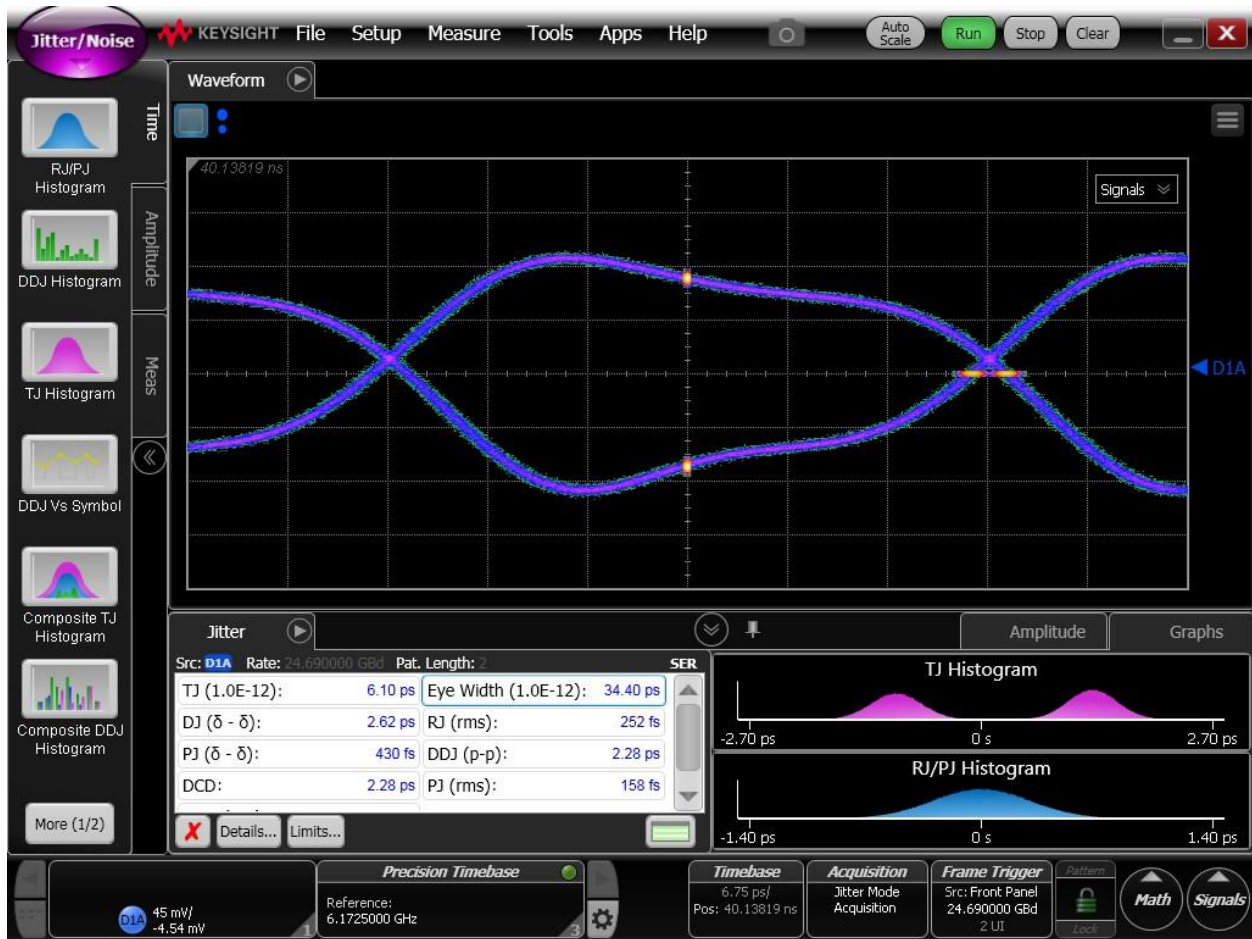 Jitter/Noise
KEYSIGHT File Setup Measure Tools Apps Help
Auto Scale
Run
Stop
Clear
Waveform
Time
Amplitude
Meas
RJ/PJ
Histogram
DDJ Histogram
TJ Histogram
DDJ Vs Symbol
Composite TJ
Histogram
Composite DDJ
Histogram
More (1/2)
40.13819 ns
Signals
D1A
Jitter
Amplitude
Graphs
Src: D1A Rate: 24.690000 GBd Pat. Length: 2 SER
TJ (1.0E-12): 6.10 ps Eye Width (1.0E-12): 34.40 ps
DJ (δ - δ): 2.62 ps RJ (rms): 252 fs
PJ (δ - δ): 430 fs DDJ (p-p): 2.28 ps
DCD: 2.28 ps PJ (rms): 158 fs
Details... Limits...
TJ Histogram
-2.70 ps 0 s 2.70 ps
RJ/PJ Histogram
-1.40 ps 0 s 1.40 ps
D1A 45 mV/
-4.54 mV
1
Precision Timebase
Reference:
6.1725000 GHz
3
Timebase
6.75 ps/
Pos: 40.13819 ns
Acquisition
Jitter Mode
Acquisition
Frame Trigger
Src: Front Panel
24.690000 GBd
2 UI
Pattern
Lock
Math
Signals